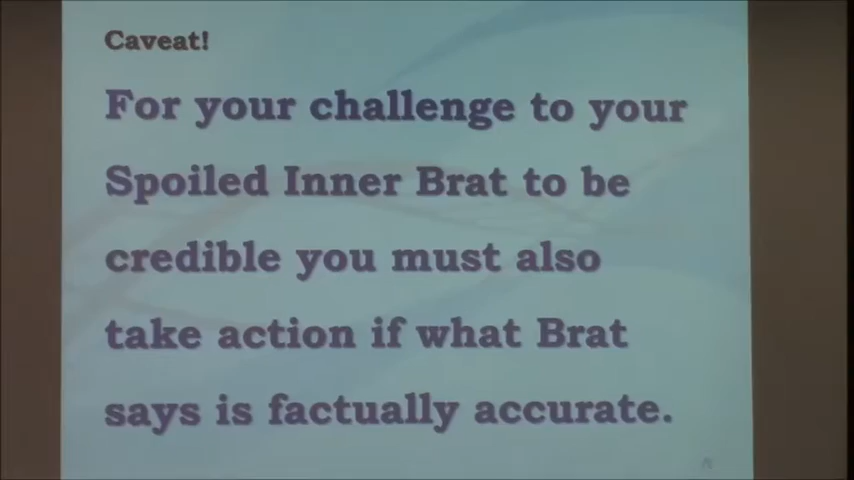 Caveat!
For your challenge to your
Spoiled Inner Brat to be
credible you must also
take action if what Brat
says is factually accurate.